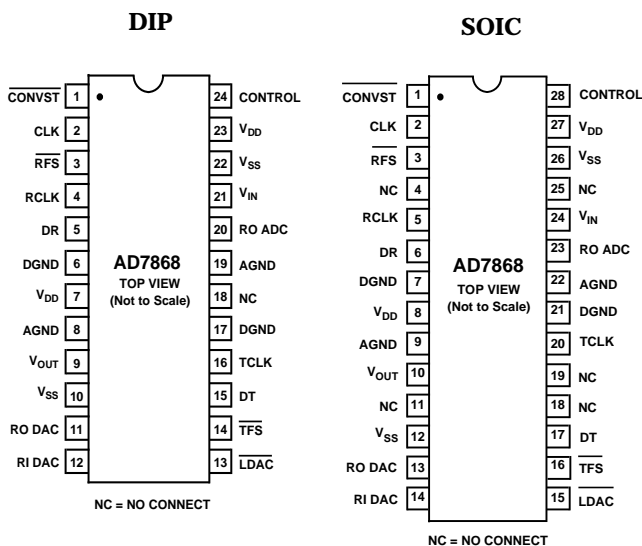 DIP
CONVST 1
CLK 2
RFS 3
RCLK 4
DR 5
DGND 6
VDD 7
AGND 8
VOUT 9
VSS 10
RO DAC 11
RI DAC 12
24 CONTROL
23 VDD
22 VSS
21 VIN
20 RO ADC
19 AGND
18 NC
17 DGND
16 TCLK
15 DT
14 TFS
13 LDAC
AD7868
TOP VIEW
(Not to Scale)
NC = NO CONNECT
SOIC
CONVST 1
CLK 2
RFS 3
NC 4
RCLK 5
DR 6
DGND 7
VDD 8
AGND 9
VOUT 10
NC 11
VSS 12
RO DAC 13
RI DAC 14
28 CONTROL
27 VDD
26 VSS
25 NC
24 VIN
23 RO ADC
22 AGND
21 DGND
20 TCLK
19 NC
18 NC
17 DT
16 TFS
15 LDAC
AD7868
TOP VIEW
(Not to Scale)
NC = NO CONNECT